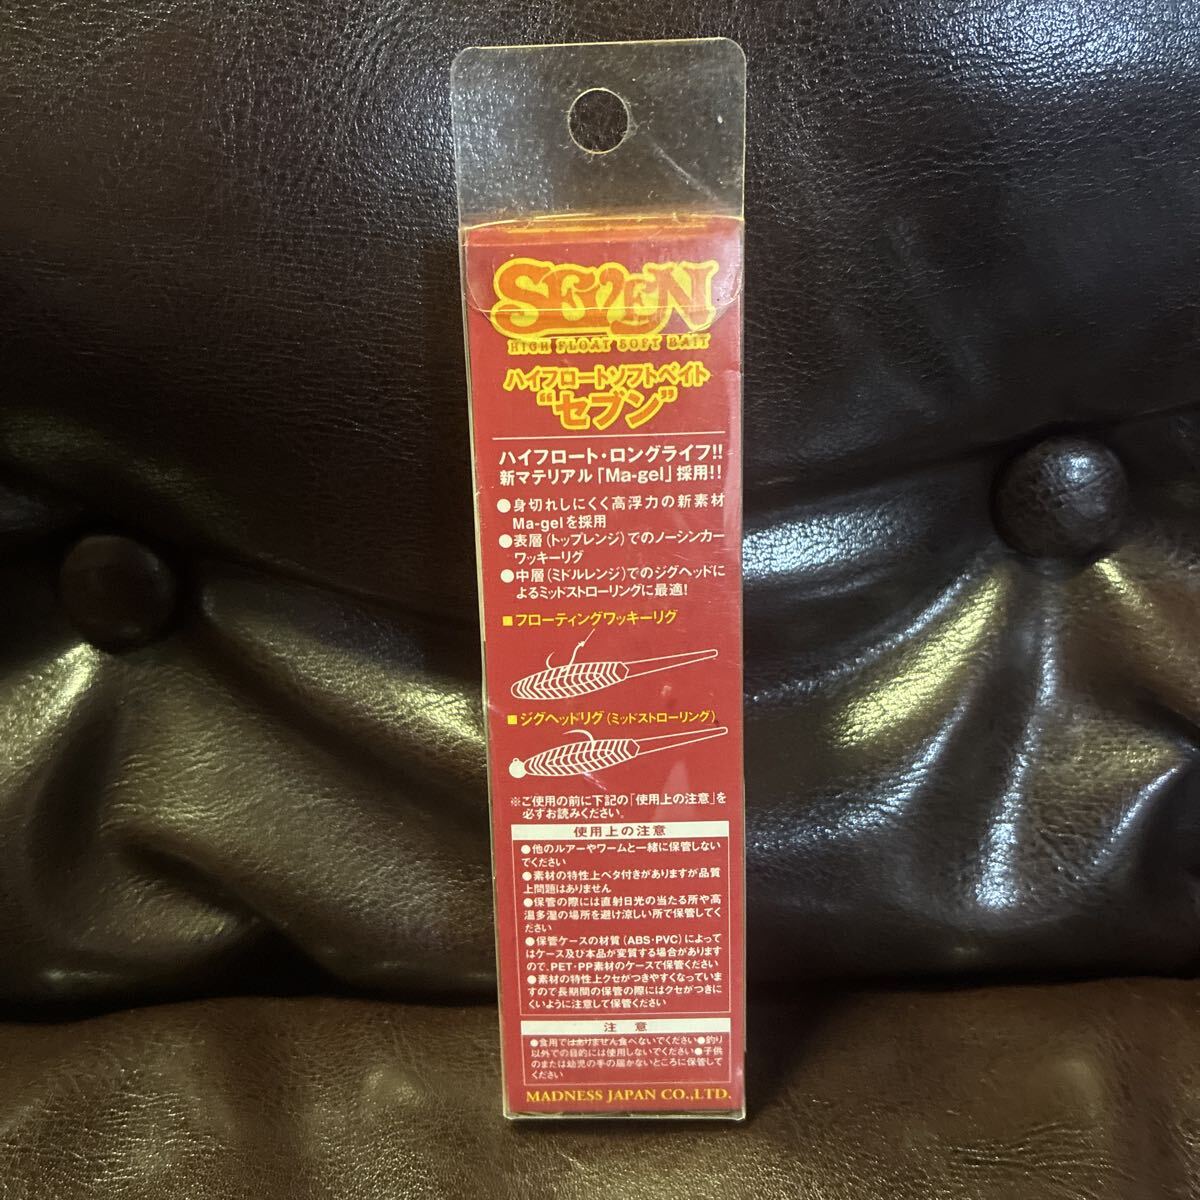 SEVEN
HIGH FLOAT SOFT BAIT
ハイフロートソフトベイト
“セブン”
ハイフロート・ロングライフ!!
新マテリアル「Ma-gel」採用!!
●身切れしにくく高浮力の新素材
Ma-gelを採用
●表層(トップレンジ)でのノーシンカー
ワッキーリグ
●中層(ミドルレンジ)でのジグヘッドに
よるミッドストローリングに最適!
■フローティングワッキーリグ
■ジグヘッドリグ(ミッドストローリング)
※ご使用の前に下記の「使用上の注意」を
必ずお読みください。
使用上の注意
●他のルアーやワームと一緒に保管しない
でください
●素材の特性上ベタ付きがありますが品質
上問題はありません
●保管の際には直射日光の当たる所や高
温多湿の場所を避け涼しい所で保管してく
ださい
●保管ケースの材質(ABS・PVC)によって
はケース及び本品が変質する場合がありま
すので、PET・PP素材のケースで保管ください
●素材の特性上クセがつきやすくなっていま
すので長期間の保管の際にはクセがつきに
くいように注意して保管ください
注 意
●食用ではありません食べないでください●釣り
以外での目的には使用しないでください●子供
のまたは幼児の手の届かないところに保管して
ください
MADNESS JAPAN CO.,LTD.